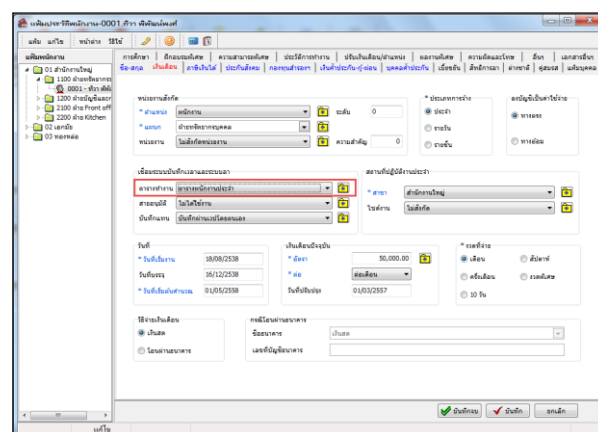 แฟ้มประวัติพนักงาน-0001 กิรา พิพัฒน์พงศ์
แฟ้ม แก้ไข หน้าต่าง วิธีใช้
แฟ้มพนักงาน
01 สำนักงานใหญ่
1100 ฝ่ายทรัพยากร
0001 - กิรา พิพั
1200 ฝ่ายบัญชีและก
2100 ฝ่าย Front off
2200 ฝ่าย Kitchen
02 เอกชัย
03 ทองหล่อ
การศึกษา ฝึกอบรมพิเศษ ความสามารถพิเศษ ประวัติการทำงาน ปรับเงินเดือน/ตำแหน่ง ผลงานพิเศษ ความผิดและโทษ อื่นๆ เอกสารอื่นๆ
ชื่อ-สกุล เงินเดือน ภาษีเงินได้ ประกันสังคม กองทุนสำรองฯ เงินค้ำประกัน-กู้-ผ่อน บุคคลค้ำประกัน เบี้ยขยัน สิทธิการลา ต่างชาติ คู่สมรส แฟ้มบุคคล
หน่วยงานสังกัด
* ตำแหน่ง พนักงาน ระดับ 0
* แผนก ฝ่ายทรัพยากรบุคคล
หน่วยงาน ไม่สังกัดหน่วยงาน ความสำคัญ 0
* ประเภทการจ้าง
ประจำ
รายวัน
รายชั่วโมง
ลงบัญชีเป็นค่าใช้จ่าย
ทางตรง
ทางอ้อม
เชื่อมระบบบันทึกเวลาและระบบลา
ตารางทำงาน ตารางพนักงานประจำ
สายอนุมัติ ไม่ได้ใช้งาน
บันทึกแทน บันทึกผ่านเวปโดยตนเอง
สถานที่ปฏิบัติงานประจำ
* สาขา สำนักงานใหญ่
ไซด์งาน ไม่สังกัด
วันที่
* วันที่เริ่มงาน 18/08/2538
วันที่บรรจุ 16/12/2538
* วันที่เริ่มต้นคำนวณ 01/05/2558
เงินเดือนปัจจุบัน
* อัตรา 50,000.00
* ต่อ ต่อเดือน
วันที่ปรับปรุง 01/03/2557
* งวดที่จ่าย
เดือน สัปดาห์
ครึ่งเดือน งวดพิเศษ
10 วัน
วิธีจ่ายเงินเดือน
เงินสด
โอนผ่านธนาคาร
กรณีโอนผ่านธนาคาร
ชื่อธนาคาร เงินสด
เลขที่บัญชีธนาคาร
บันทึกจบ บันทึก ยกเลิก
แก้ไข